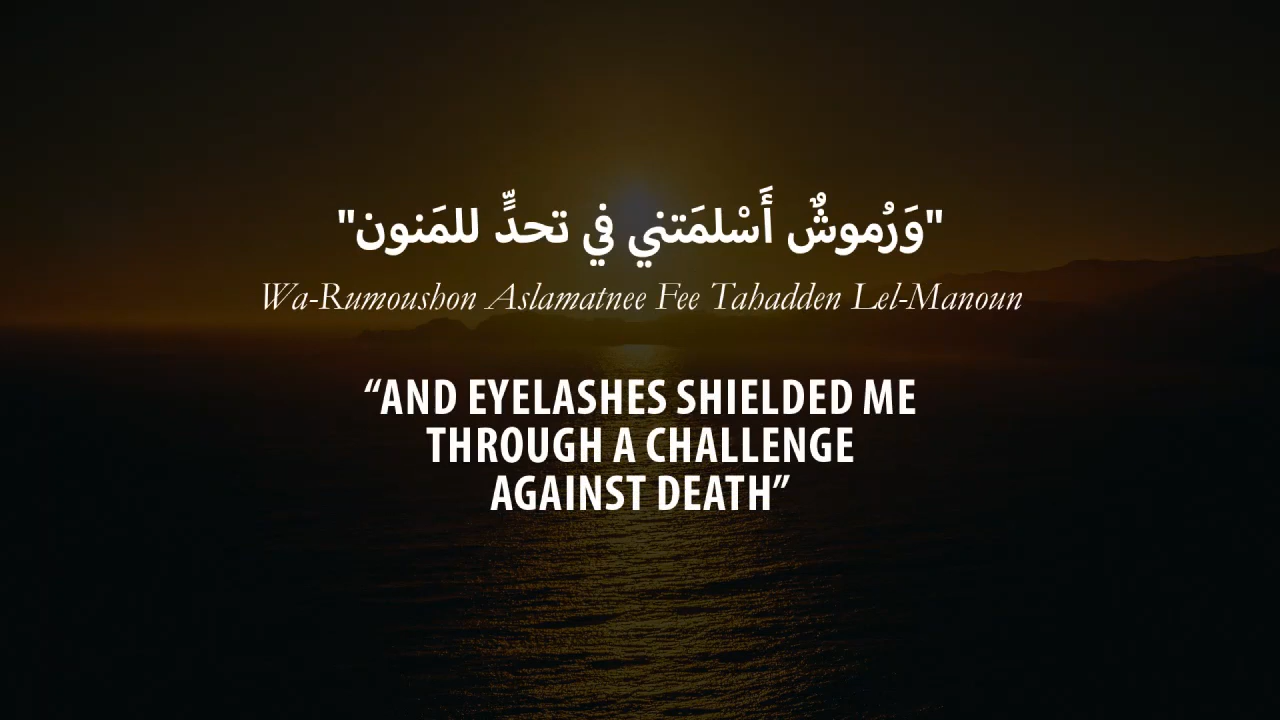 "وَرُموشٌ أَسْلمَتني في تحدٍّ للمَنون"
Wa-Rumoushon Aslamatnee Fee Tahadden Lel-Manoun
“AND EYELASHES SHIELDED ME
THROUGH A CHALLENGE
AGAINST DEATH”